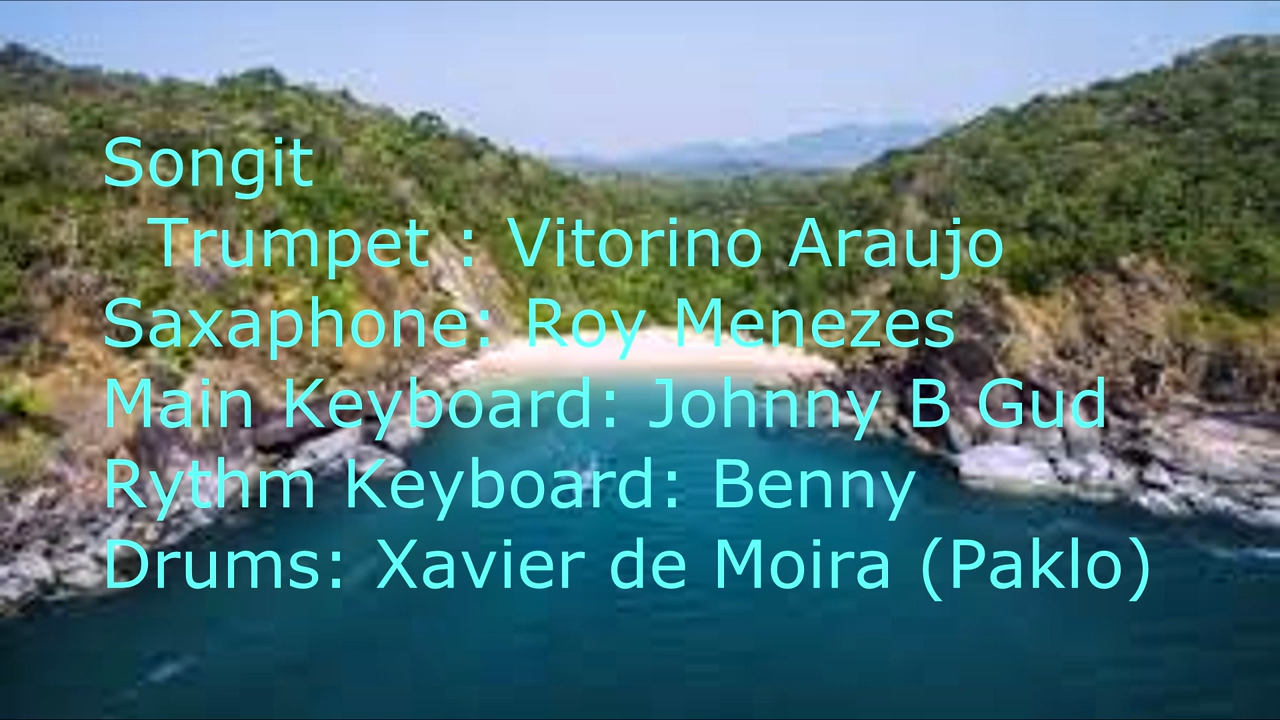 Songit
Trumpet : Vitorino Araujo
Saxaphone: Roy Menezes
Main Keyboard: Johnny B Gud
Rythm Keyboard: Benny
Drums: Xavier de Moira (Paklo)